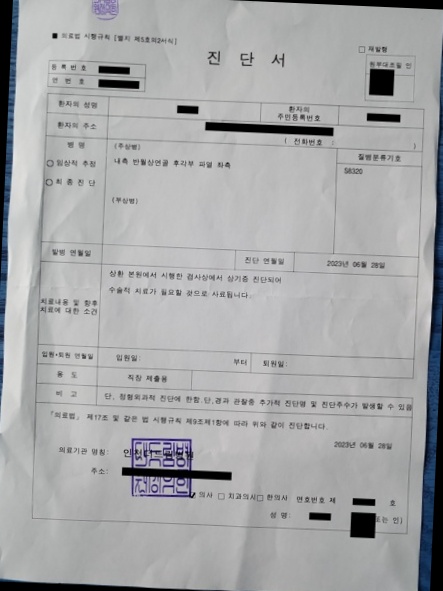 ■ 의료법 시행규칙 [별지 제5호의2서식]
진 단 서
□ 재발행
원무대조필 인
등 록 번 호
연 번 호
환자의 성명
환자의
주민등록번호
환자의 주소
( 전화번호 : )
병 명
(주상병)
질병분류기호
○ 임상적 추정
내측 반월상연골 후각부 파열 좌측
S8320
○ 최 종 진 단
(부상병)
발병 연월일
진단 연월일
2023년 06월 28일
상환 본원에서 시행한 검사상에서 상기증 진단되어
수술적 치료가 필요할 것으로 사료됩니다.
치료내용 및 향후
치료에 대한 소견
입원·퇴원 연월일
입원일:
부터
퇴원일:
용 도
직장 제출용
비 고
단, 정형외과적 진단에 한함.단,경과 관찰중 추가적 진단명 및 진단주수가 발생할 수 있음
「의료법」 제17조 및 같은 법 시행규칙 제9조제1항에 따라 위와 같이 진단합니다.
2023년 06월 28일
의료기관 명칭:
주소:
✓ 의사 □ 치과의사□ 한의사 면호번호 제 호
성 명:
또는 인)